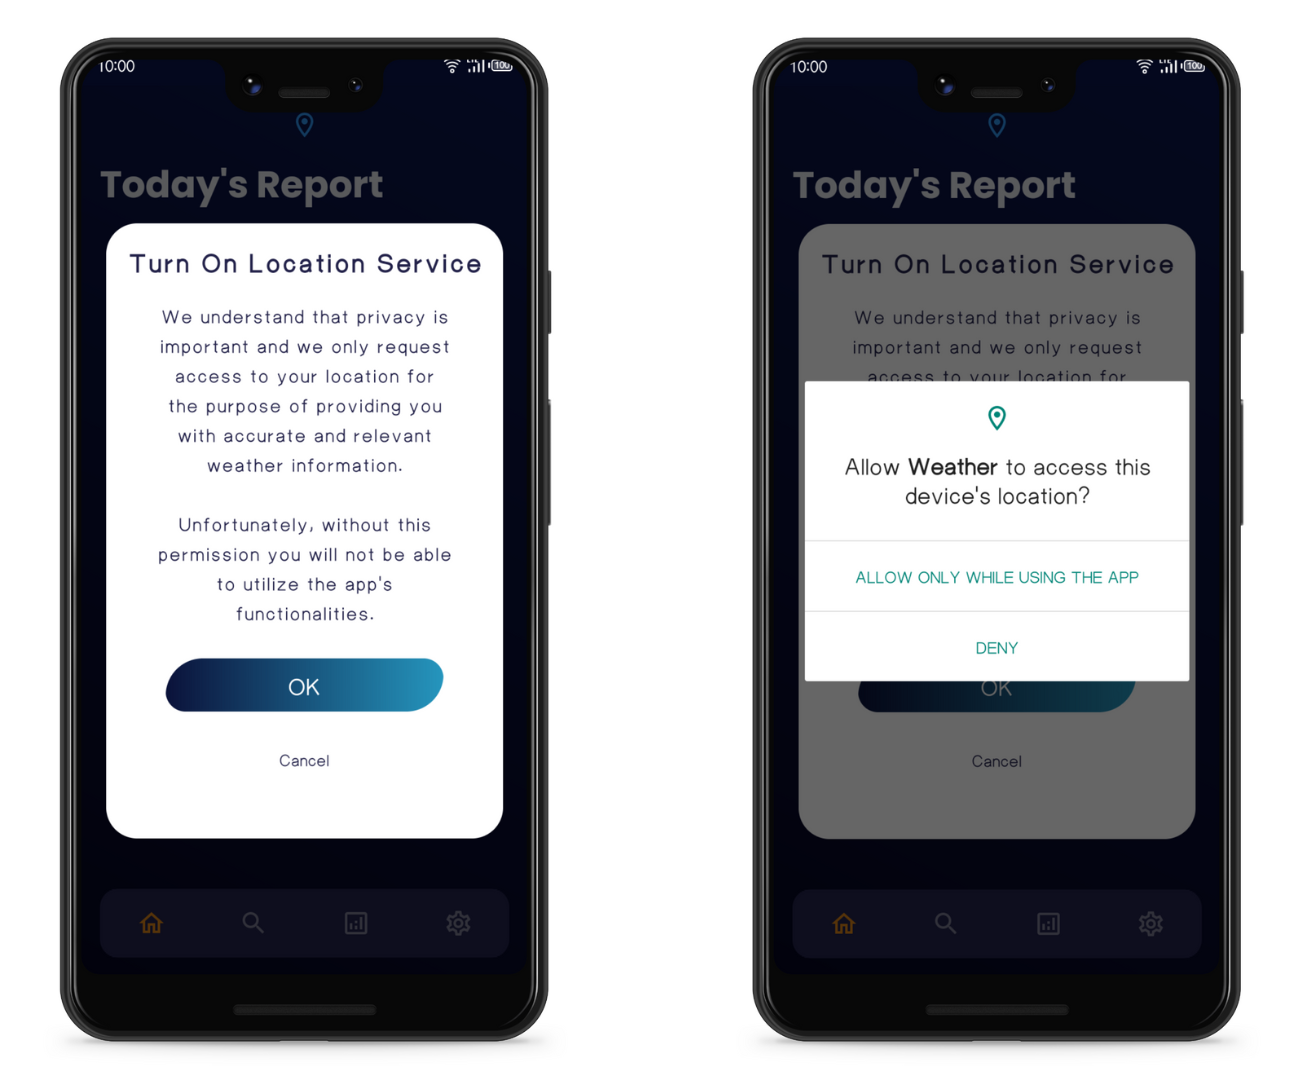 10:00
LTE 100
Today's Report
Turn On Location Service
We understand that privacy is
important and we only request
access to your location for
the purpose of providing you
with accurate and relevant
weather information.
Unfortunately, without this
permission you will not be able
to utilize the app's
functionalities.
OK
Cancel
10:00
LTE 100
Today's Report
Turn On Location Service
We understand that privacy is
important and we only request
access to your location for
Allow Weather to access this
device's location?
ALLOW ONLY WHILE USING THE APP
DENY
OK
Cancel